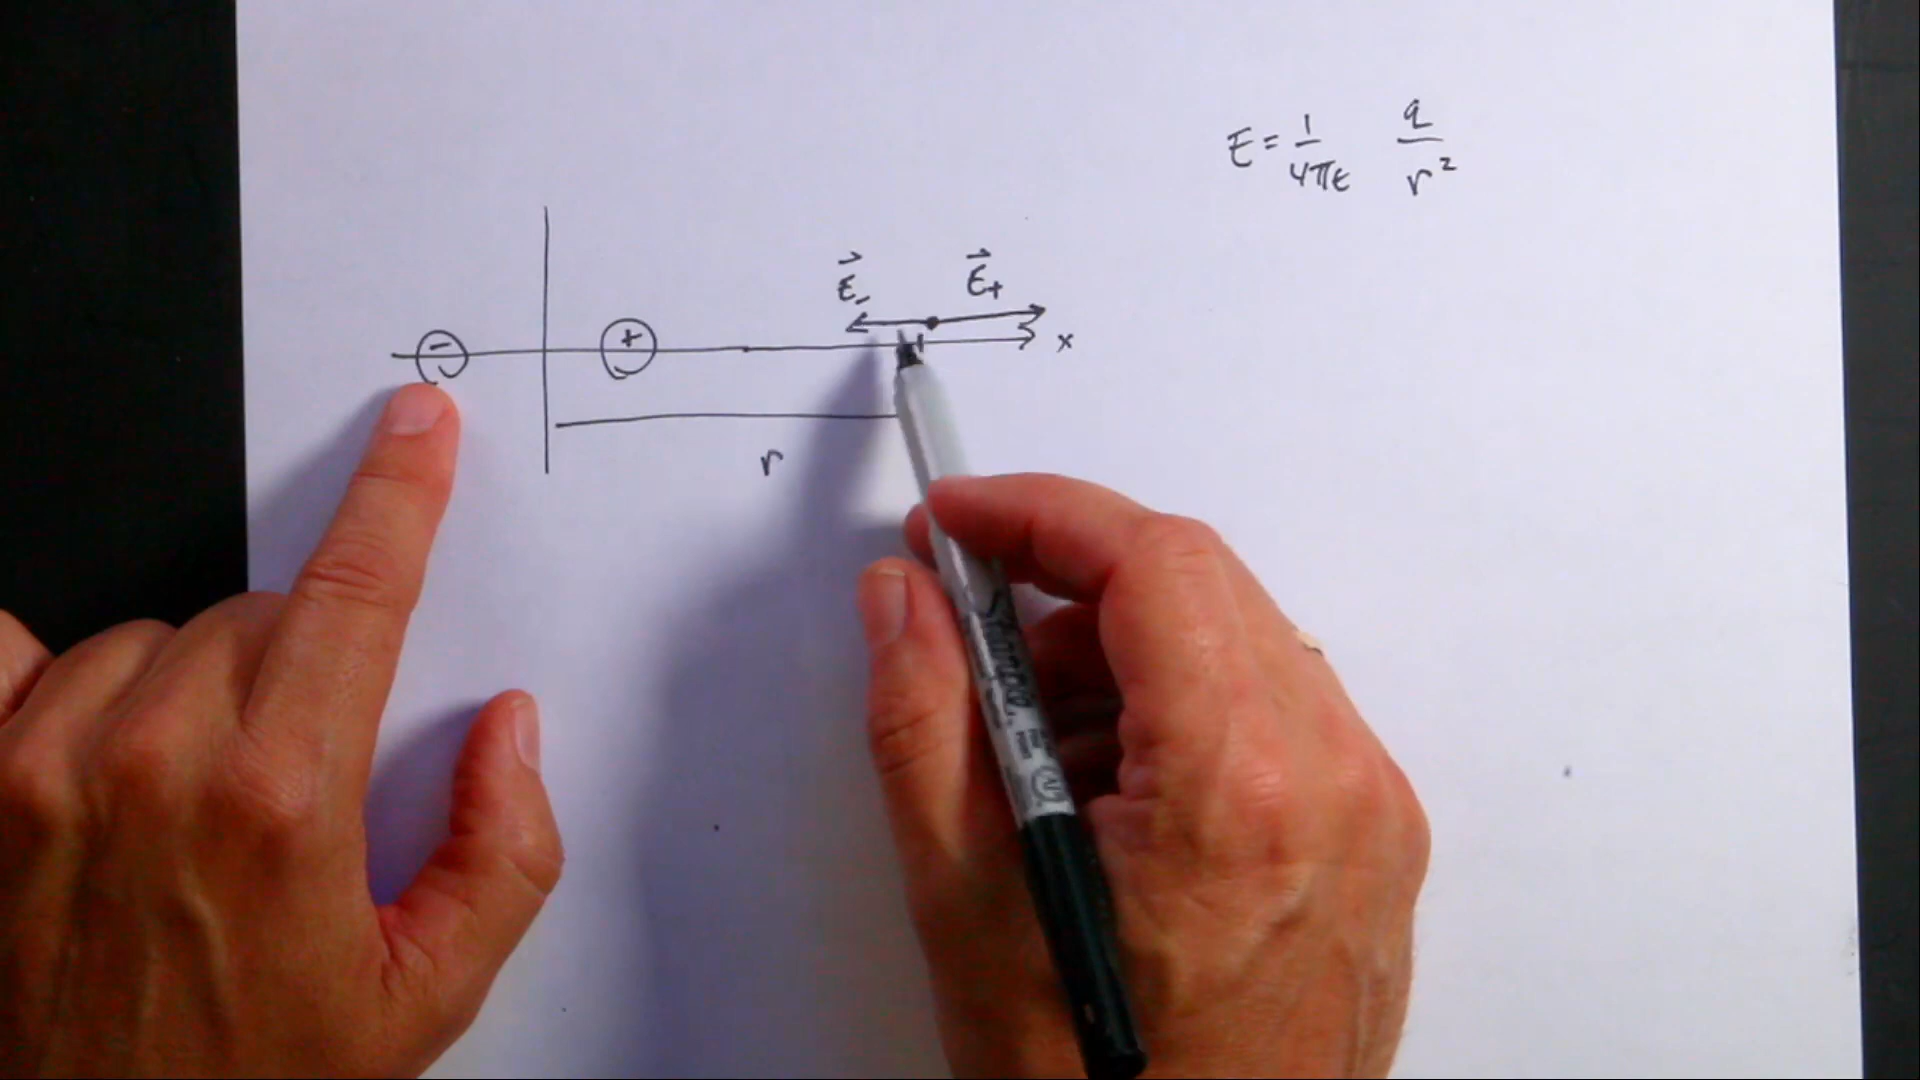 E = 1/4πε q/r²
E₋ E₊
- + x
r
Sharpie